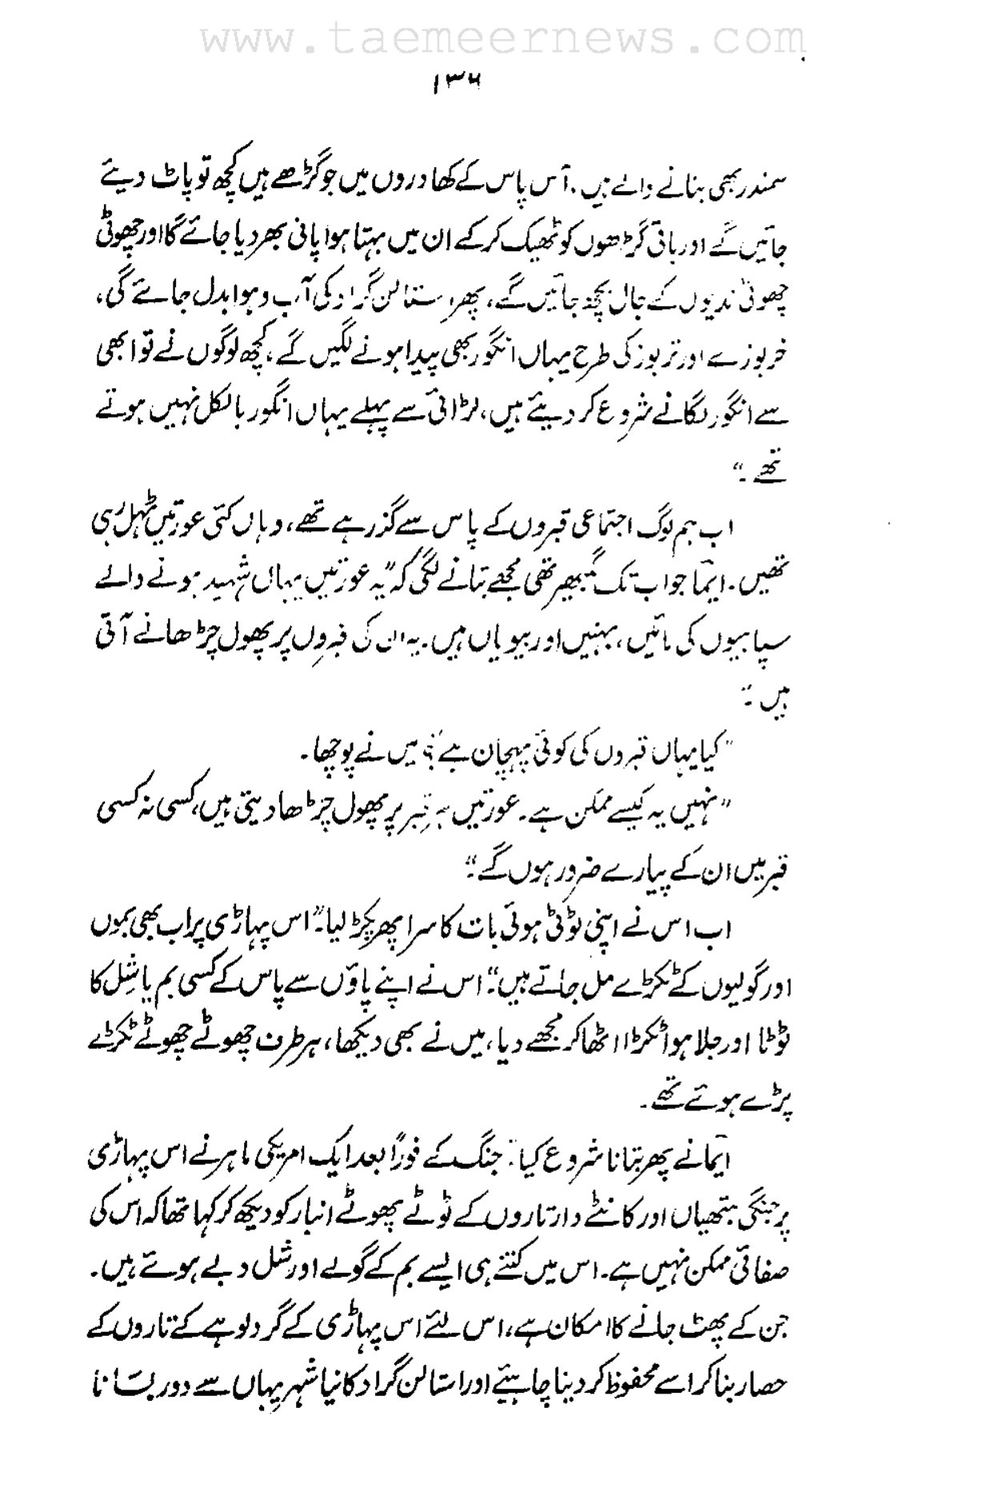 www.taemeernews.com
۱۳۶
سمندر بھی بنانے والے ہیں۔ آس پاس کے کھادروں میں جو گڑھے ہیں کچھ تو پاٹ دیئے
جائیں گے اور باقی گڑھوں کو ٹھیک کر کے ان میں بہتا ہوا پانی بھر دیا جائے گا اور چھوٹی
چھوٹی ندیوں کے جال بچھ جائیں گے، پھر استالن گراد کی آب و ہوا بدل جائے گی،
خربوزے اور تربوز کی طرح یہاں انگور بھی پیدا ہونے لگیں گے، کچھ لوگوں نے تو ابھی
سے انگور لگانے شروع کر دیئے ہیں، لڑائی سے پہلے یہاں انگور بالکل نہیں ہوتے
تھے۔“
اب ہم لوگ اجتماعی قبروں کے پاس سے گزر رہے تھے، وہاں کئی عورتیں ٹہل رہی
تھیں۔ ایّما جو اب تک گمبھیر تھی مجھے بتانے لگی کہ ”یہ عورتیں یہاں شہید ہونے والے
سپاہیوں کی مائیں، بہنیں اور بیویاں ہیں۔ یہ ان کی قبروں پر پھول چڑھانے آتی
ہیں۔“
”کیا یہاں قبروں کی کوئی پہچان ہے؟“ میں نے پوچھا۔
”نہیں یہ کیسے ممکن ہے۔ عورتیں ہر قبر پر پھول چڑھا دیتی ہیں، کسی نہ کسی
قبر میں ان کے پیارے ضرور ہوں گے۔“
اب اس نے اپنی ٹوٹی ہوئی بات کا سرا پھر پکڑ لیا۔ ”اس پہاڑی پر اب بھی بموں
اور گولیوں کے ٹکڑے مل جاتے ہیں“ اس نے اپنے پاؤں سے پاس کے کسی بم یا شِل کا
ٹوٹا اور جلا ہوا ٹکڑا اٹھا کر مجھے دیا، میں نے بھی دیکھا، ہر طرف چھوٹے چھوٹے ٹکڑے
پڑے ہوئے تھے۔
ایّما نے پھر بتانا شروع کیا: ”جنگ کے فوراً بعد ایک امریکی ماہر نے اس پہاڑی
پر جنگی ہتھیاں اور کانٹے دار تاروں کے ٹوٹے پھوٹے انبار کو دیکھ کر کہا تھا کہ اس کی
صفائی ممکن نہیں ہے۔ اس میں کتنے ہی ایسے بم کے گولے اور شل دبے ہوئے ہیں۔
جن کے پھٹ جانے کا امکان ہے، اس لئے اس پہاڑی کے گرد لوہے کے تاروں کے
حصار بنا کر اسے محفوظ کر دینا چاہیئے اور استالن گراد کا نیا شہر یہاں سے دور بسانا